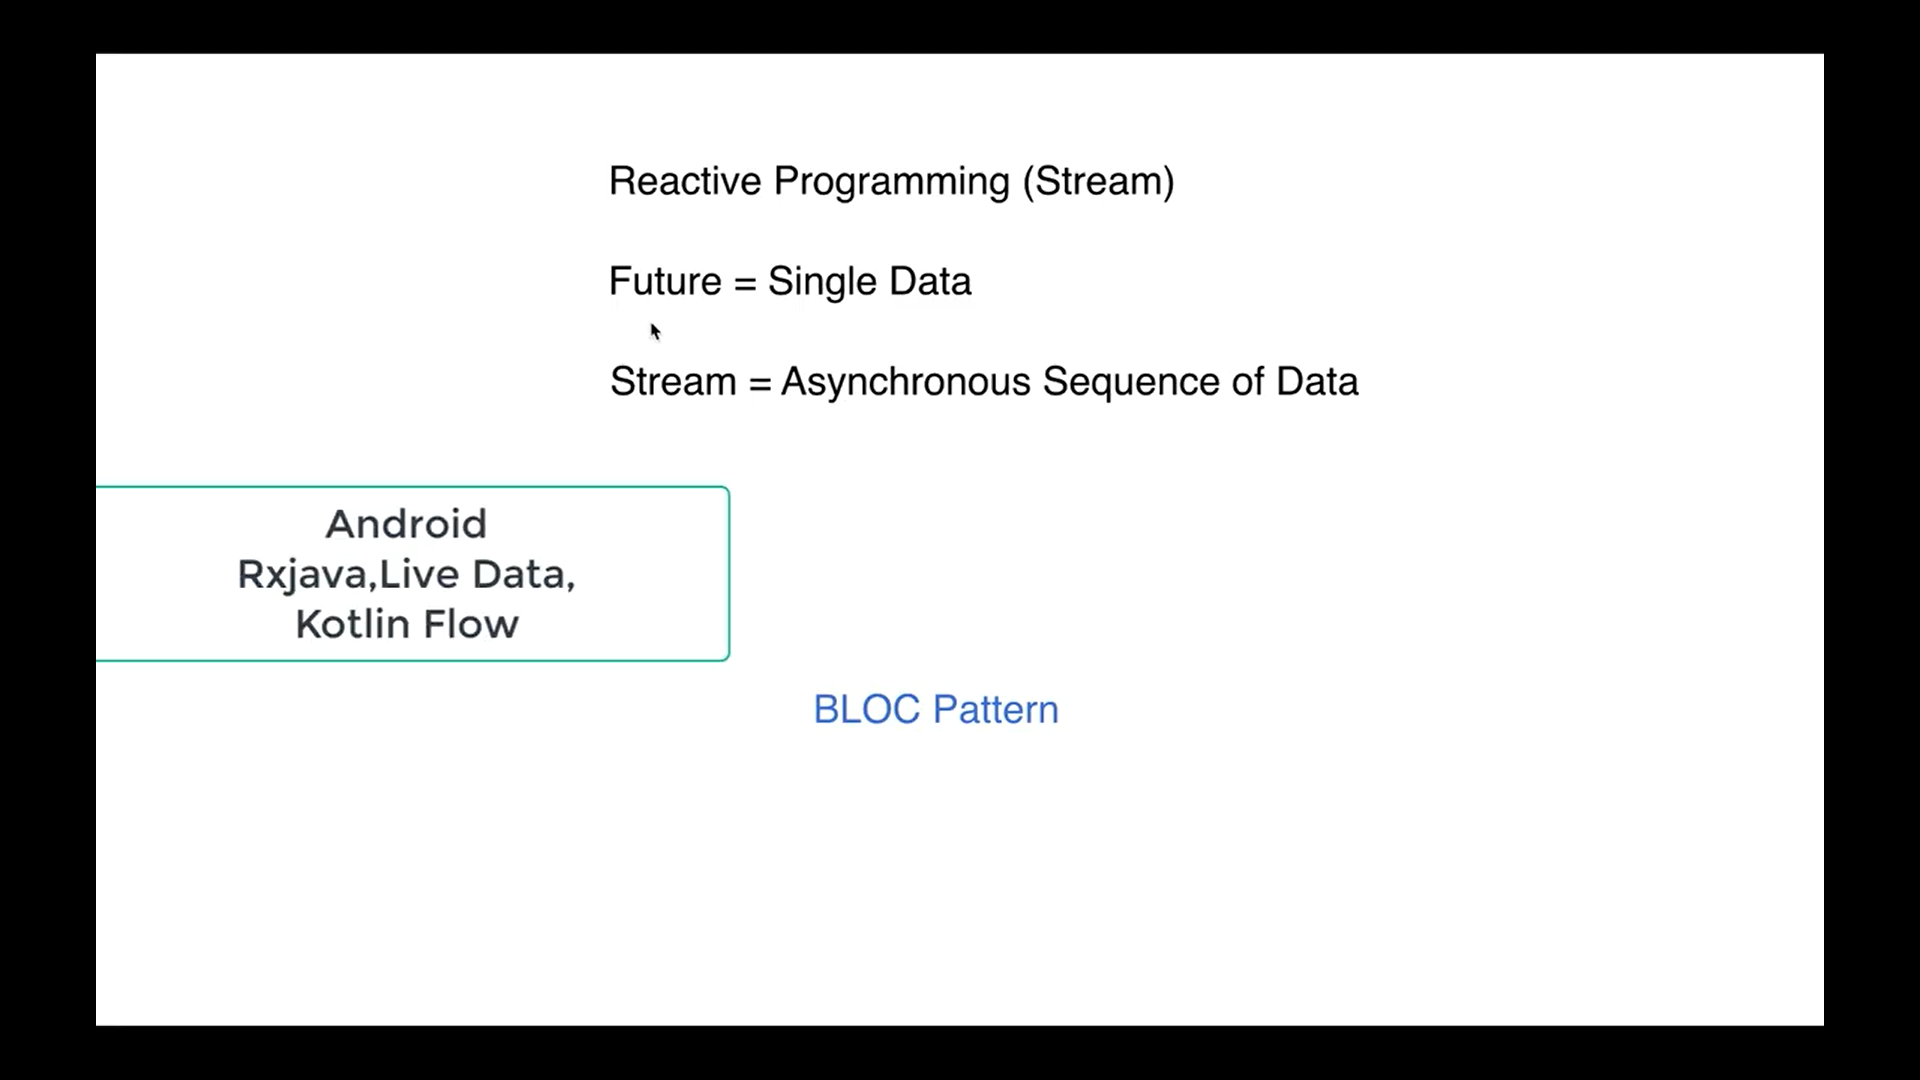 Reactive Programming (Stream)
Future = Single Data
Stream = Asynchronous Sequence of Data
Android
Rxjava,Live Data,
Kotlin Flow
BLOC Pattern